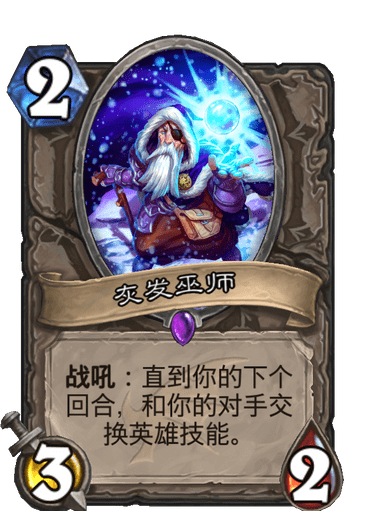 2
灰发巫师
战吼：直到你的下个
回合，和你的对手交
换英雄技能。
3
2